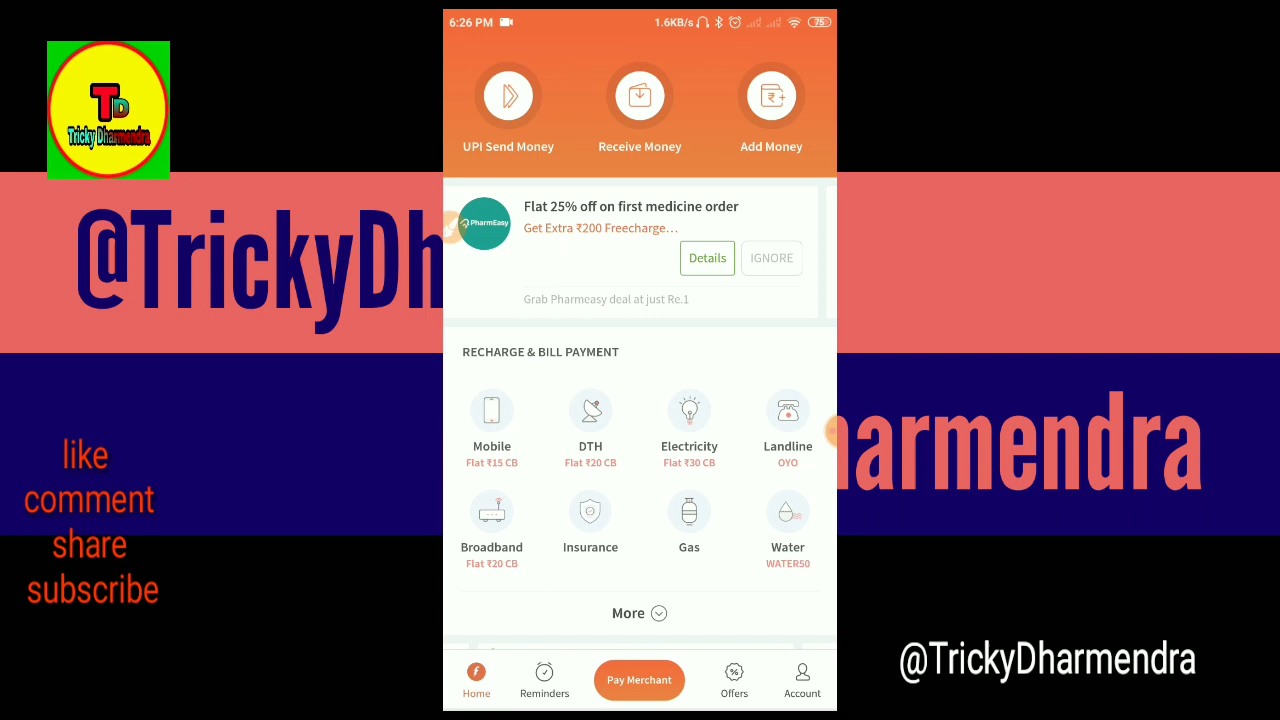 6:26 PM
1.6KB/s
75
TD
Tricky Dharmendra
UPI Send Money
Receive Money
Add Money
PharmEasy
Flat 25% off on first medicine order
Get Extra ₹200 Freecharge…
Details
IGNORE
Grab Pharmeasy deal at just Re.1
@TrickyDh
RECHARGE & BILL PAYMENT
Mobile
DTH
Electricity
Landline
Flat ₹15 CB
Flat ₹20 CB
Flat ₹30 CB
OYO
Broadband
Insurance
Gas
Water
Flat ₹20 CB
WATER50
More
harmendra
like
comment
share
subscribe
Home
Reminders
Pay Merchant
Offers
Account
@TrickyDharmendra